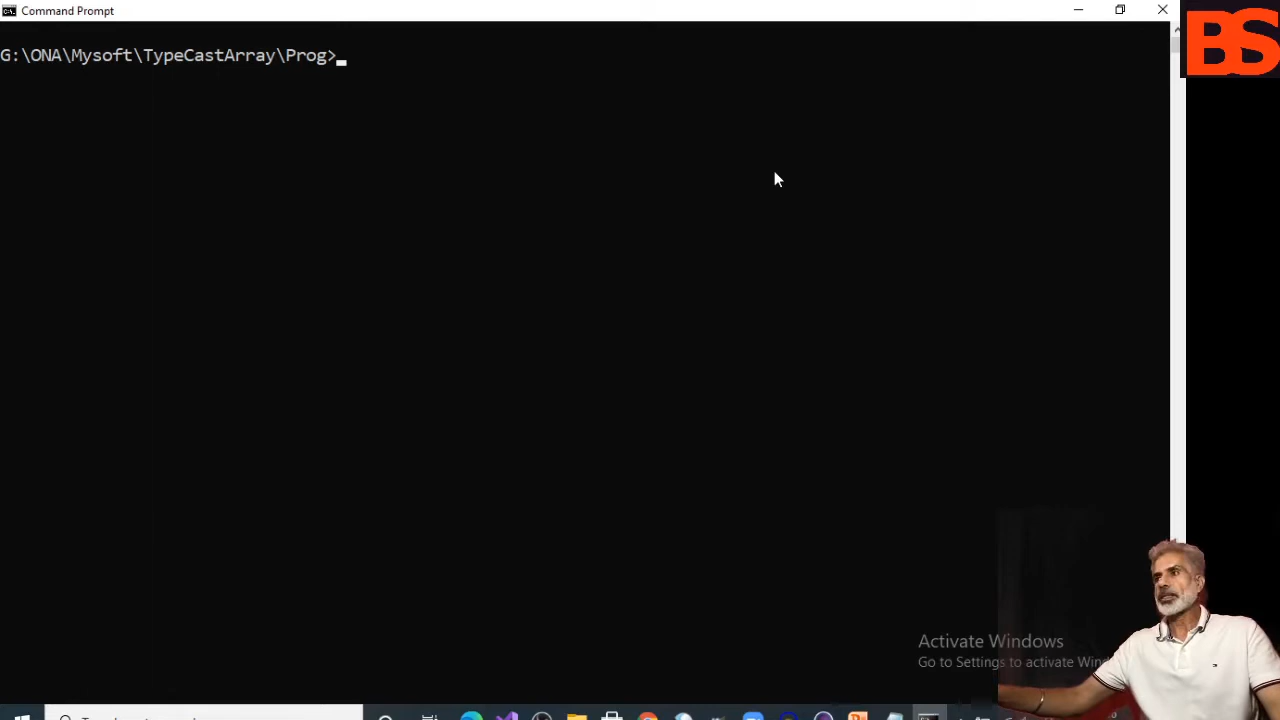 Command Prompt
BS
G:\ONA\Mysoft\TypeCastArray\Prog>
Activate Windows
Go to Settings to activate